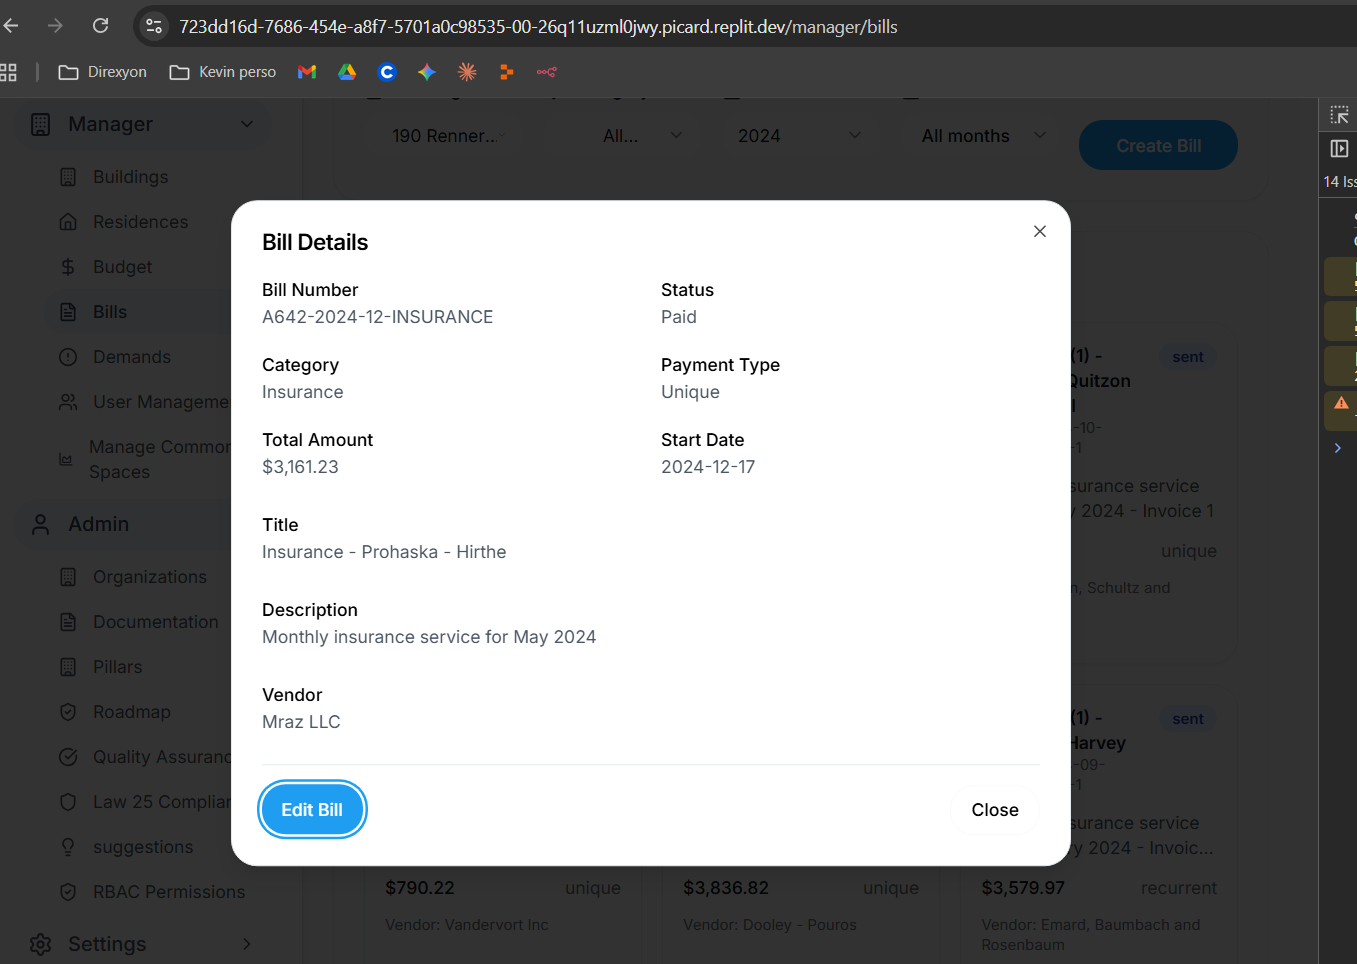 723dd16d-7686-454e-a8f7-5701a0c98535-00-26q11uzml0jwy.picard.replit.dev/manager/bills
Direxyon
Kevin perso
Manager
Buildings
Residences
Budget
Bills
Demands
User Manageme
Manage Common
Spaces
Admin
Organizations
Documentation
Pillars
Roadmap
Quality Assuranc
Law 25 Complian
suggestions
RBAC Permissions
Settings
190 Renner...
All...
2024
All months
Create Bill
14 Iss
Bill Details
Bill Number
A642-2024-12-INSURANCE
Status
Paid
Category
Insurance
Payment Type
Unique
Total Amount
$3,161.23
Start Date
2024-12-17
Title
Insurance - Prohaska - Hirthe
Description
Monthly insurance service for May 2024
Vendor
Mraz LLC
Edit Bill
Close
(1) -
sent
Quitzon
-10-
-1
surance service
y 2024 - Invoice 1
unique
n, Schultz and
(1) -
sent
Harvey
-09-
-1
surance service
y 2024 - Invoic...
$790.22
unique
Vendor: Vandervort Inc
$3,836.82
unique
Vendor: Dooley - Pouros
$3,579.97
recurrent
Vendor: Emard, Baumbach and
Rosenbaum